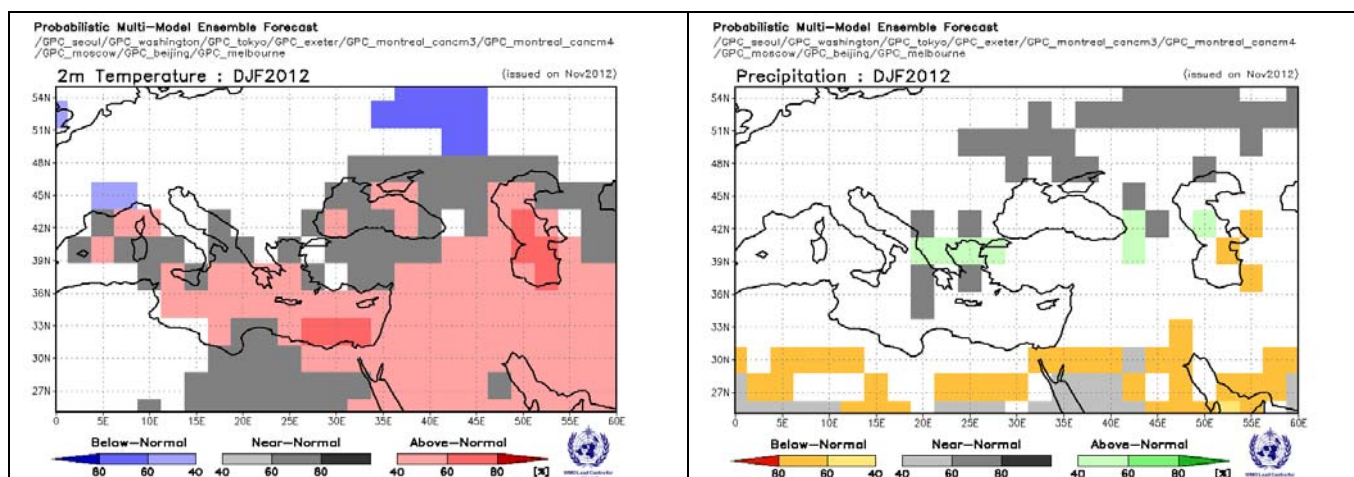 Probabilistic Multi-Model Ensemble Forecast
/GPC_seoul/GPC_washington/GPC_tokyo/GPC_exeter/GPC_montreal_cancm3/GPC_montreal_cancm4
/GPC_moscow/GPC_beijing/GPC_melbourne
2m Temperature : DJF2012 (issued on Nov2012)
54N
51N
48N
45N
42N
39N
36N
33N
30N
27N
0 5E 10E 15E 20E 25E 30E 35E 40E 45E 50E 55E 60E
Below-Normal Near-Normal Above-Normal
80 60 40 40 60 80 40 60 80 [%]
Probabilistic Multi-Model Ensemble Forecast
/GPC_seoul/GPC_washington/GPC_tokyo/GPC_exeter/GPC_montreal_cancm3/GPC_montreal_cancm4
/GPC_moscow/GPC_beijing/GPC_melbourne
Precipitation : DJF2012 (issued on Nov2012)
54N
51N
48N
45N
42N
39N
36N
33N
30N
27N
0 5E 10E 15E 20E 25E 30E 35E 40E 45E 50E 55E 60E
Below-Normal Near-Normal Above-Normal
80 60 40 40 60 80 40 60 80 [%]